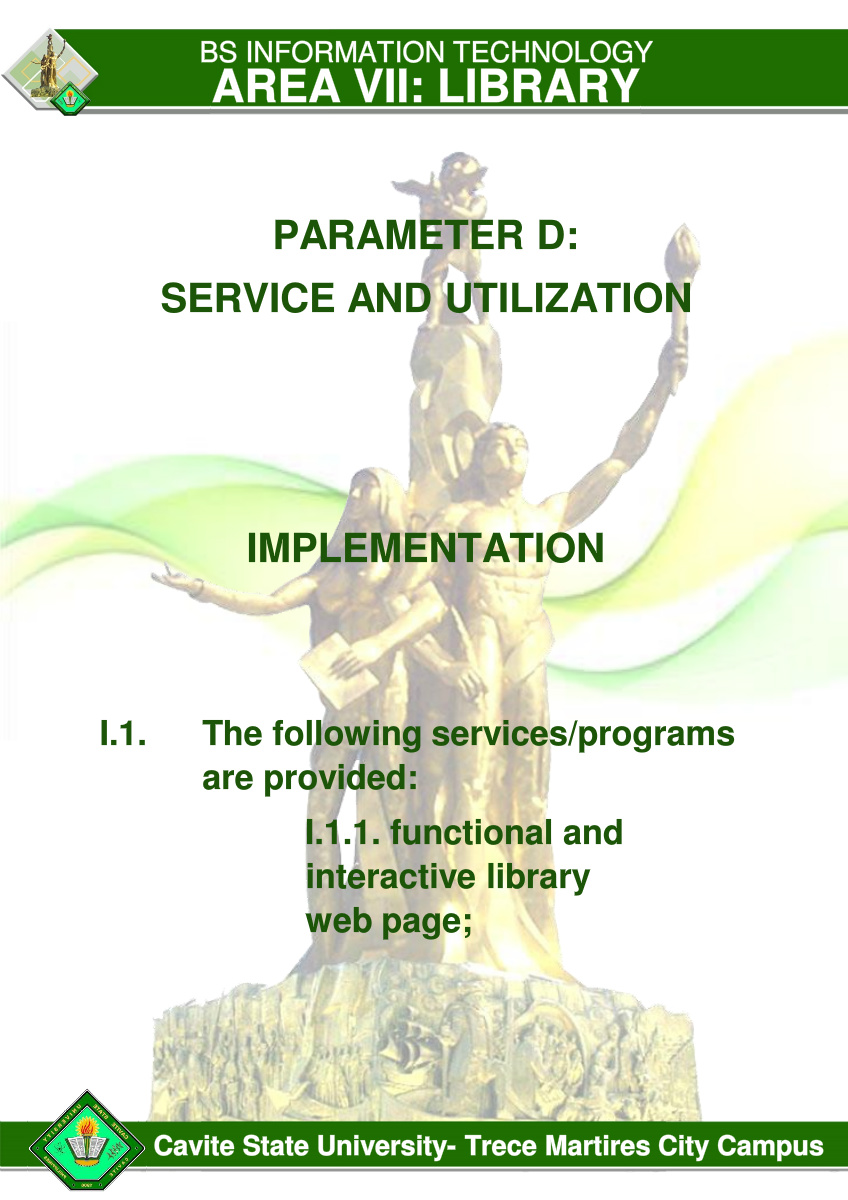 BS INFORMATION TECHNOLOGY
AREA VII: LIBRARY
PARAMETER D:
SERVICE AND UTILIZATION
IMPLEMENTATION
I.1. The following services/programs
are provided:
I.1.1. functional and
interactive library
web page;
Cavite State University- Trece Martires City Campus